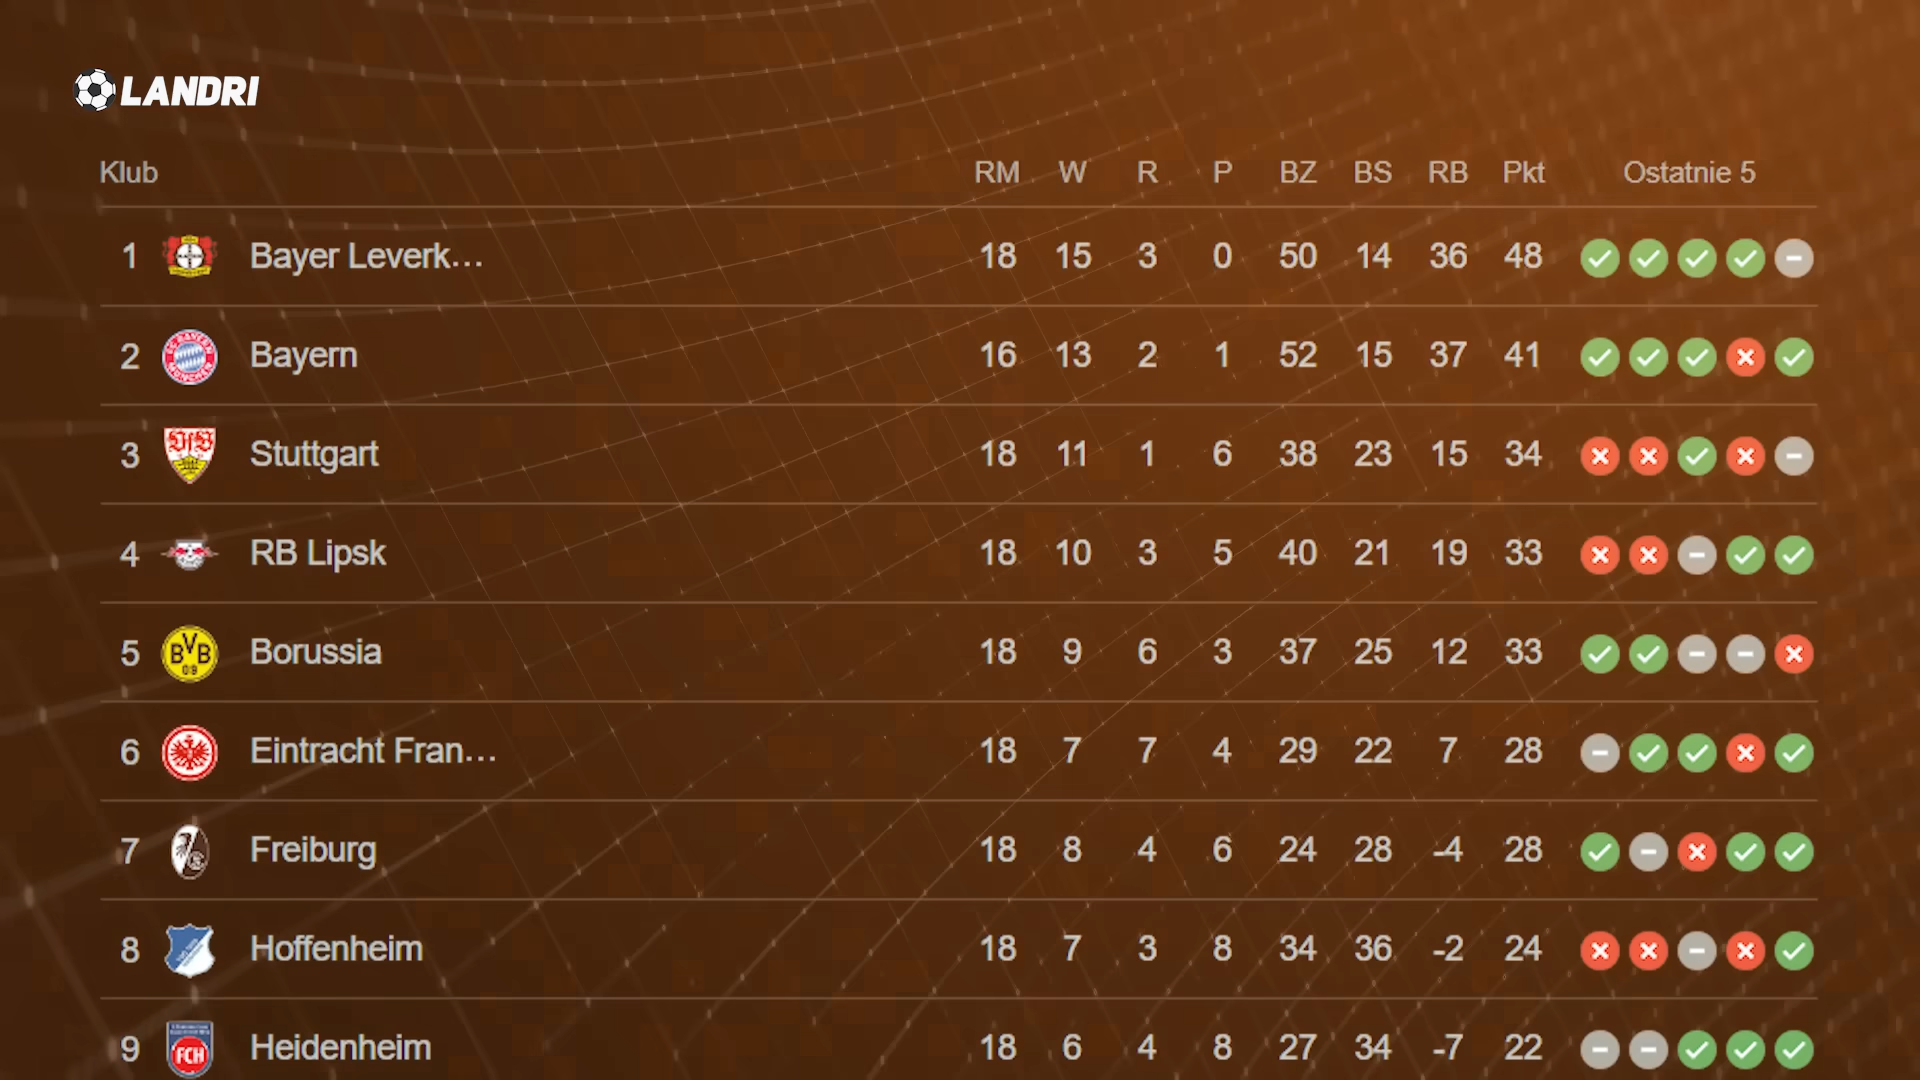 LANDRI
Klub RM W R P BZ BS RB Pkt Ostatnie 5
1 Bayer Leverk... 18 15 3 0 50 14 36 48
2 Bayern 16 13 2 1 52 15 37 41
3 Stuttgart 18 11 1 6 38 23 15 34
4 RB Lipsk 18 10 3 5 40 21 19 33
5 BVB 09 Borussia 18 9 6 3 37 25 12 33
6 Eintracht Fran... 18 7 7 4 29 22 7 28
7 Freiburg 18 8 4 6 24 28 -4 28
8 Hoffenheim 18 7 3 8 34 36 -2 24
9 FCH Heidenheim 18 6 4 8 27 34 -7 22